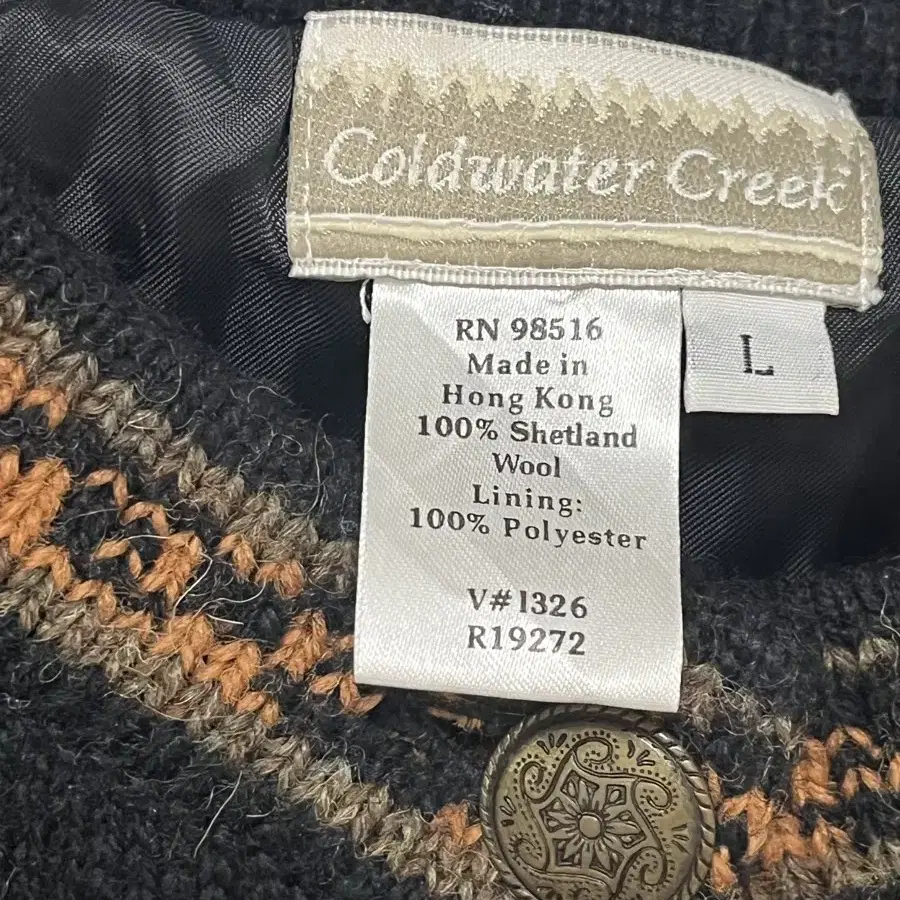 Coldwater Creek
RN 98516
Made in
Hong Kong
100% Shetland
Wool
Lining:
100% Polyester
V#1326
R19272
L